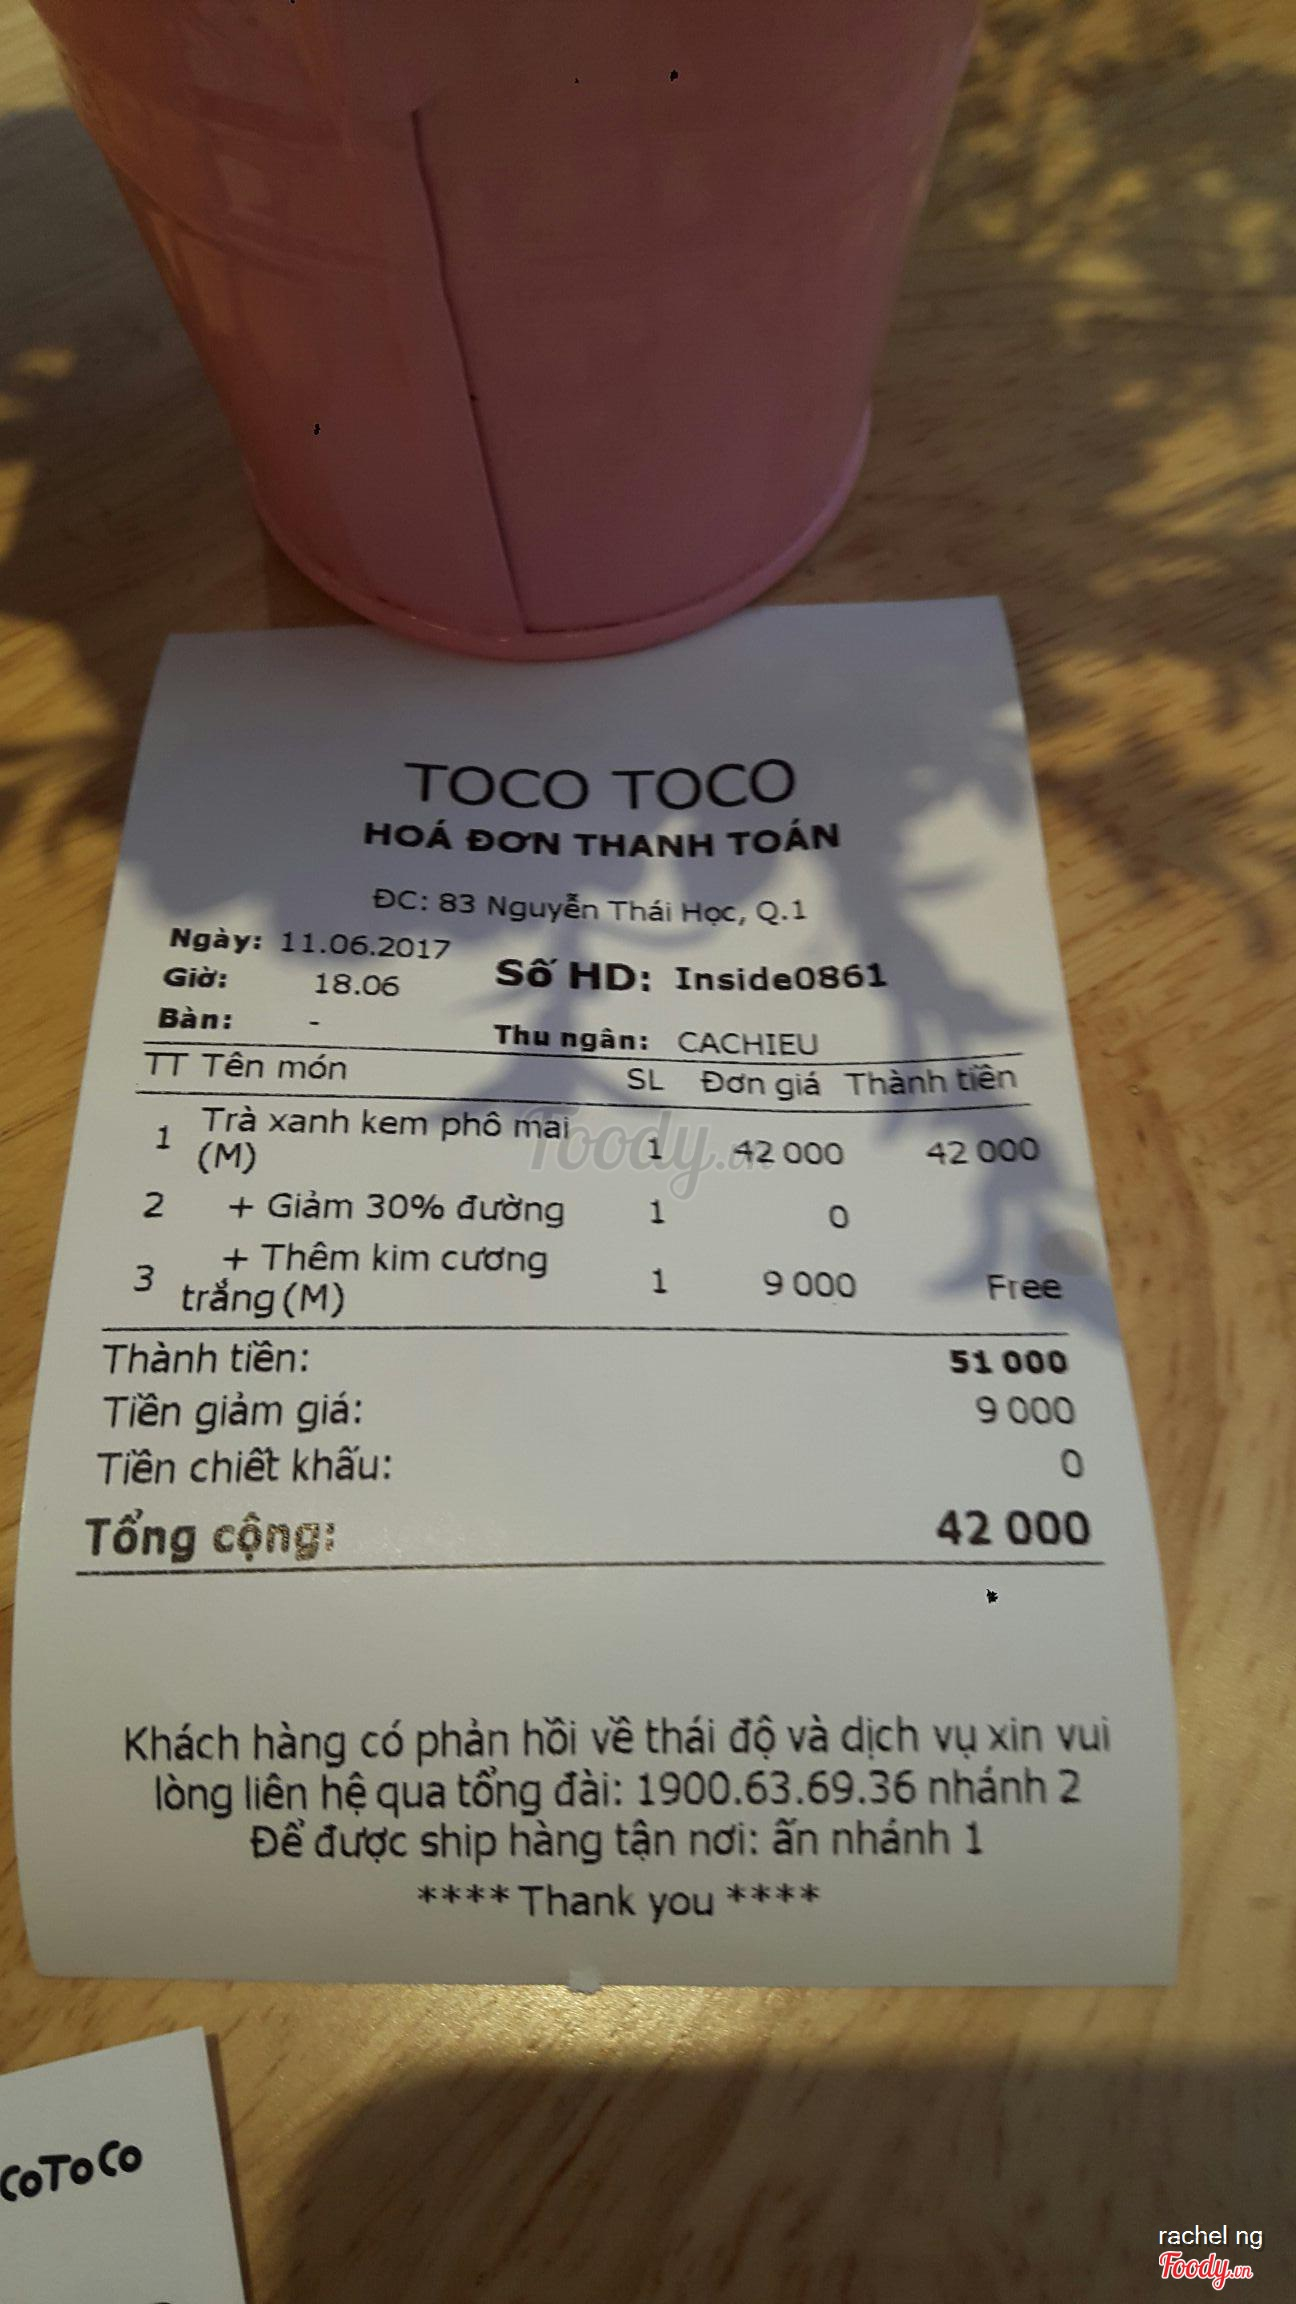 TOCO TOCO
HOÁ ĐƠN THANH TOÁN
ĐC: 83 Nguyễn Thái Học, Q.1
Ngày: 11.06.2017
Giờ: 18.06 Số HD: Inside0861
Bàn: - Thu ngân: CACHIEU
TT Tên món SL Đơn giá Thành tiền
1 Trà xanh kem phô mai
(M) 1 42 000 42 000
2 + Giảm 30% đường 1 0
3 + Thêm kim cương
trắng (M) 1 9 000 Free
Thành tiền: 51 000
Tiền giảm giá: 9 000
Tiền chiết khấu: 0
Tổng cộng: 42 000
Khách hàng có phản hồi về thái độ và dịch vụ xin vui
lòng liên hệ qua tổng đài: 1900.63.69.36 nhánh 2
Để được ship hàng tận nơi: ấn nhánh 1
**** Thank you ****
Foody.vn
CoToCo
rachel ng
Foody.vn